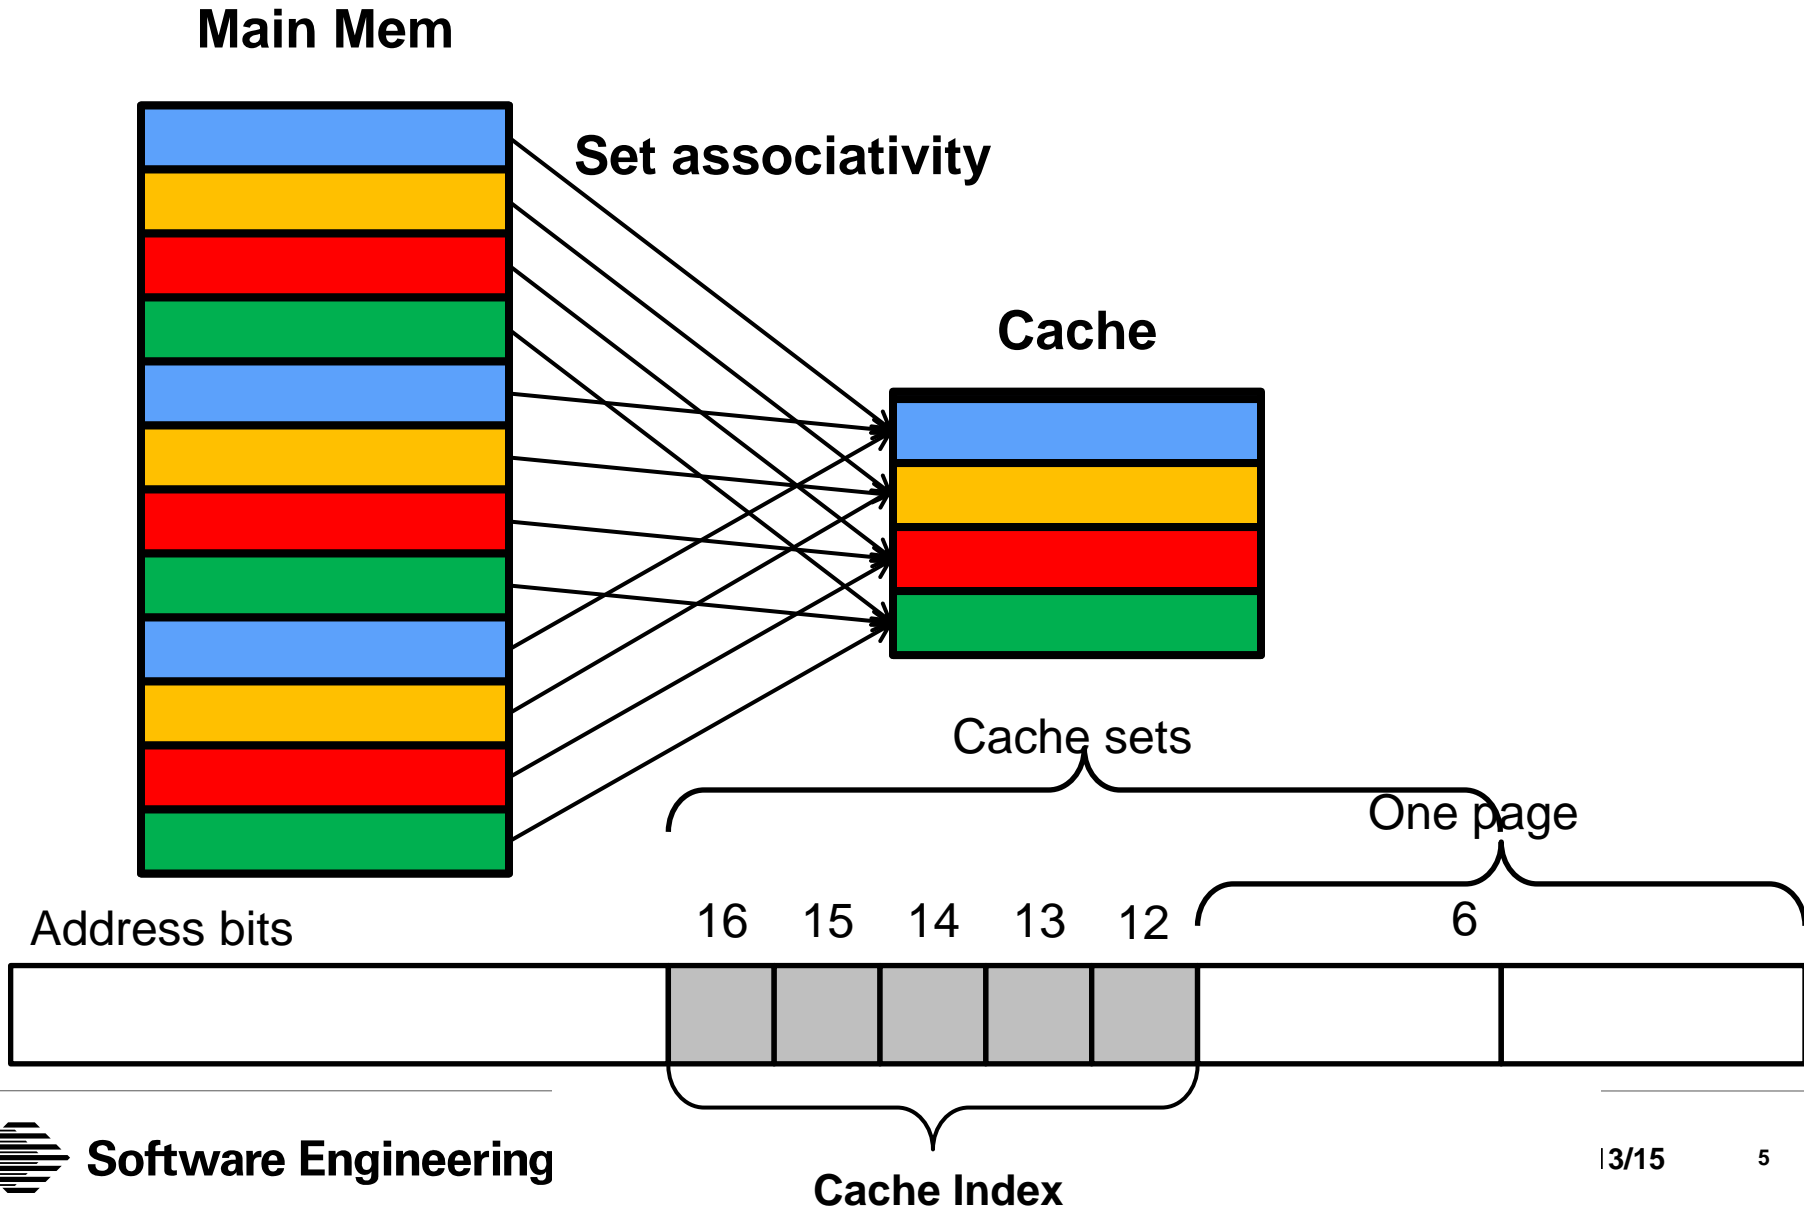 Main Mem
Set associativity
Cache
Cache sets
One page
Address bits
16 15 14 13 12 6
Software Engineering
3/15 5
Cache Index